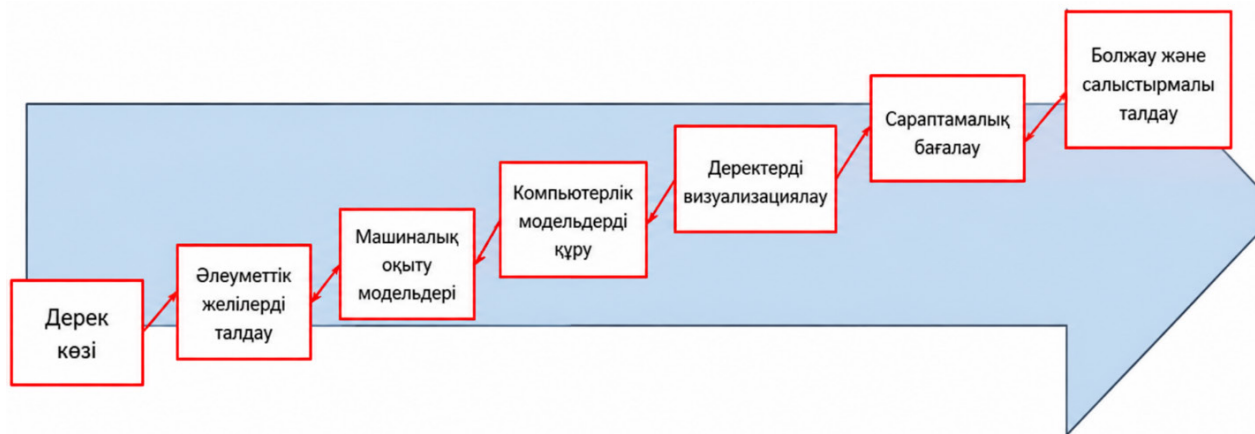 Дерек
көзі
Әлеуметтік
желілерді
талдау
Машиналық
оқыту
модельдері
Компьютерлік
модельдерді
құру
Деректерді
визуализациялау
Сараптамалық
бағалау
Болжау және
салыстырмалы
талдау